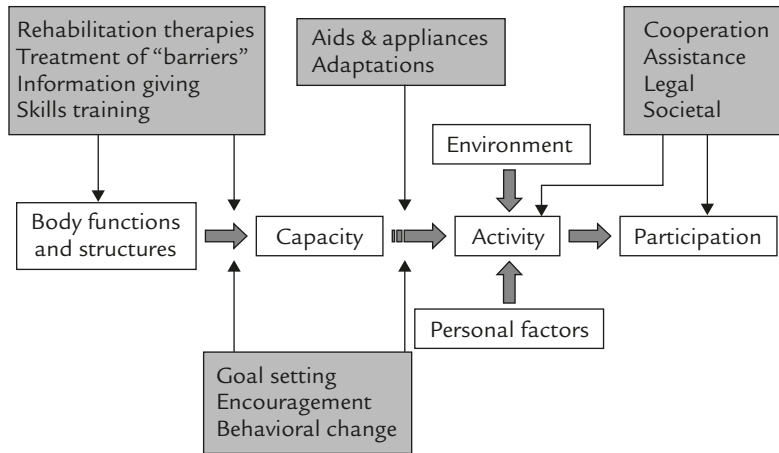 Rehabilitation therapies
Treatment of “barriers”
Information giving
Skills training
Aids & appliances
Adaptations
Cooperation
Assistance
Legal
Societal
Environment
Body functions
and structures
Capacity
Activity
Participation
Personal factors
Goal setting
Encouragement
Behavioral change